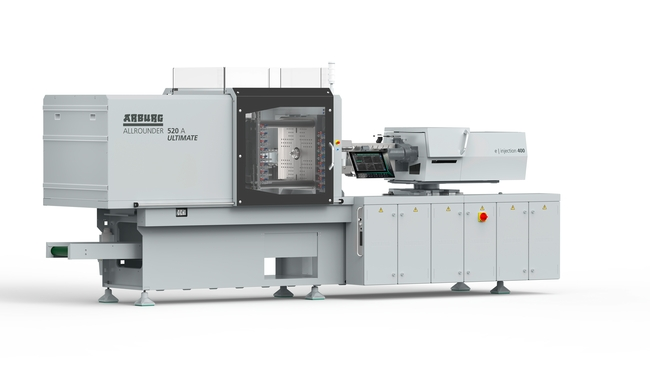 ARBURG
ALLROUNDER 520 A
ULTIMATE
e | injection 400